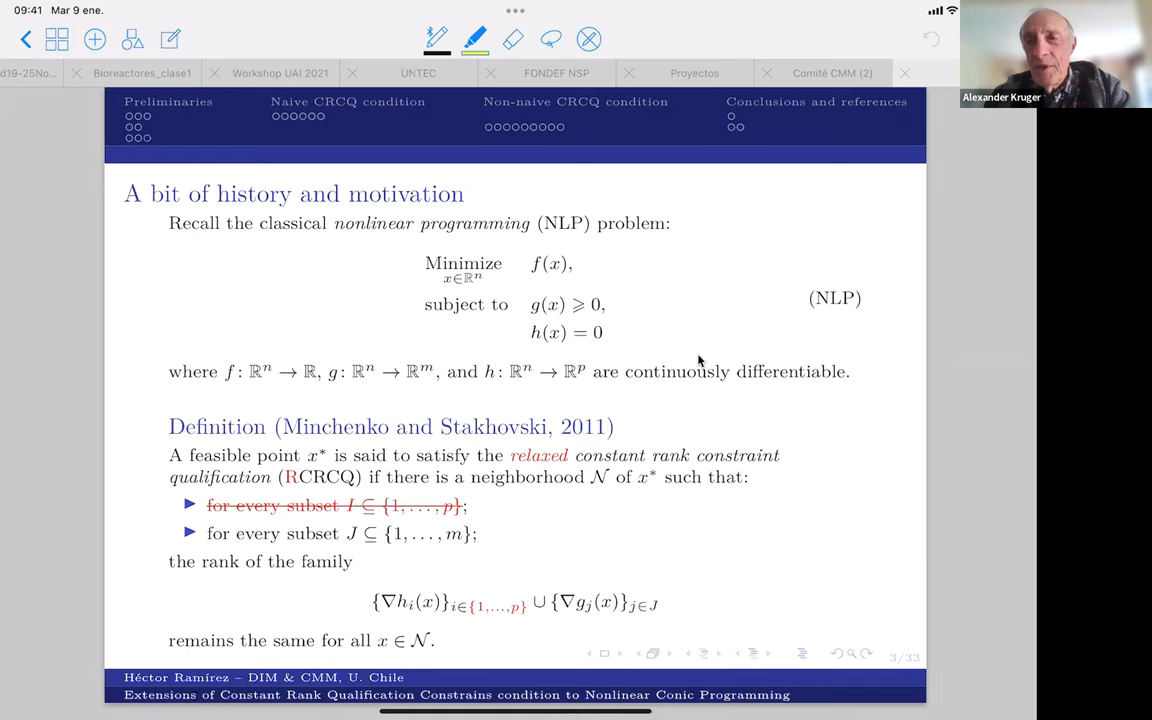 09:41 Mar 9 ene.
d19-25No... Bioreactores_clase1 Workshop UAI 2021 UNTEC FONDEF NSP Proyectos Comité CMM (2)
Alexander Kruger
Preliminaries Naive CRCQ condition Non-naive CRCQ condition Conclusions and references
A bit of history and motivation
Recall the classical nonlinear programming (NLP) problem:
Minimize f(x),
x∈ℝⁿ
subject to g(x) ⩾ 0,
(NLP)
h(x) = 0
where f: ℝⁿ → ℝ, g: ℝⁿ → ℝᵐ, and h: ℝⁿ → ℝᵖ are continuously differentiable.
Definition (Minchenko and Stakhovski, 2011)
A feasible point x* is said to satisfy the relaxed constant rank constraint
qualification (RCRCQ) if there is a neighborhood 𝒩 of x* such that:
▶ for every subset I ⊆ {1, . . . , p};
▶ for every subset J ⊆ {1, . . . , m};
the rank of the family
{∇hᵢ(x)}i∈{1,...,p} ∪ {∇gⱼ(x)}j∈J
remains the same for all x ∈ 𝒩.
3/33
Héctor Ramírez – DIM & CMM, U. Chile
Extensions of Constant Rank Qualification Constrains condition to Nonlinear Conic Programming